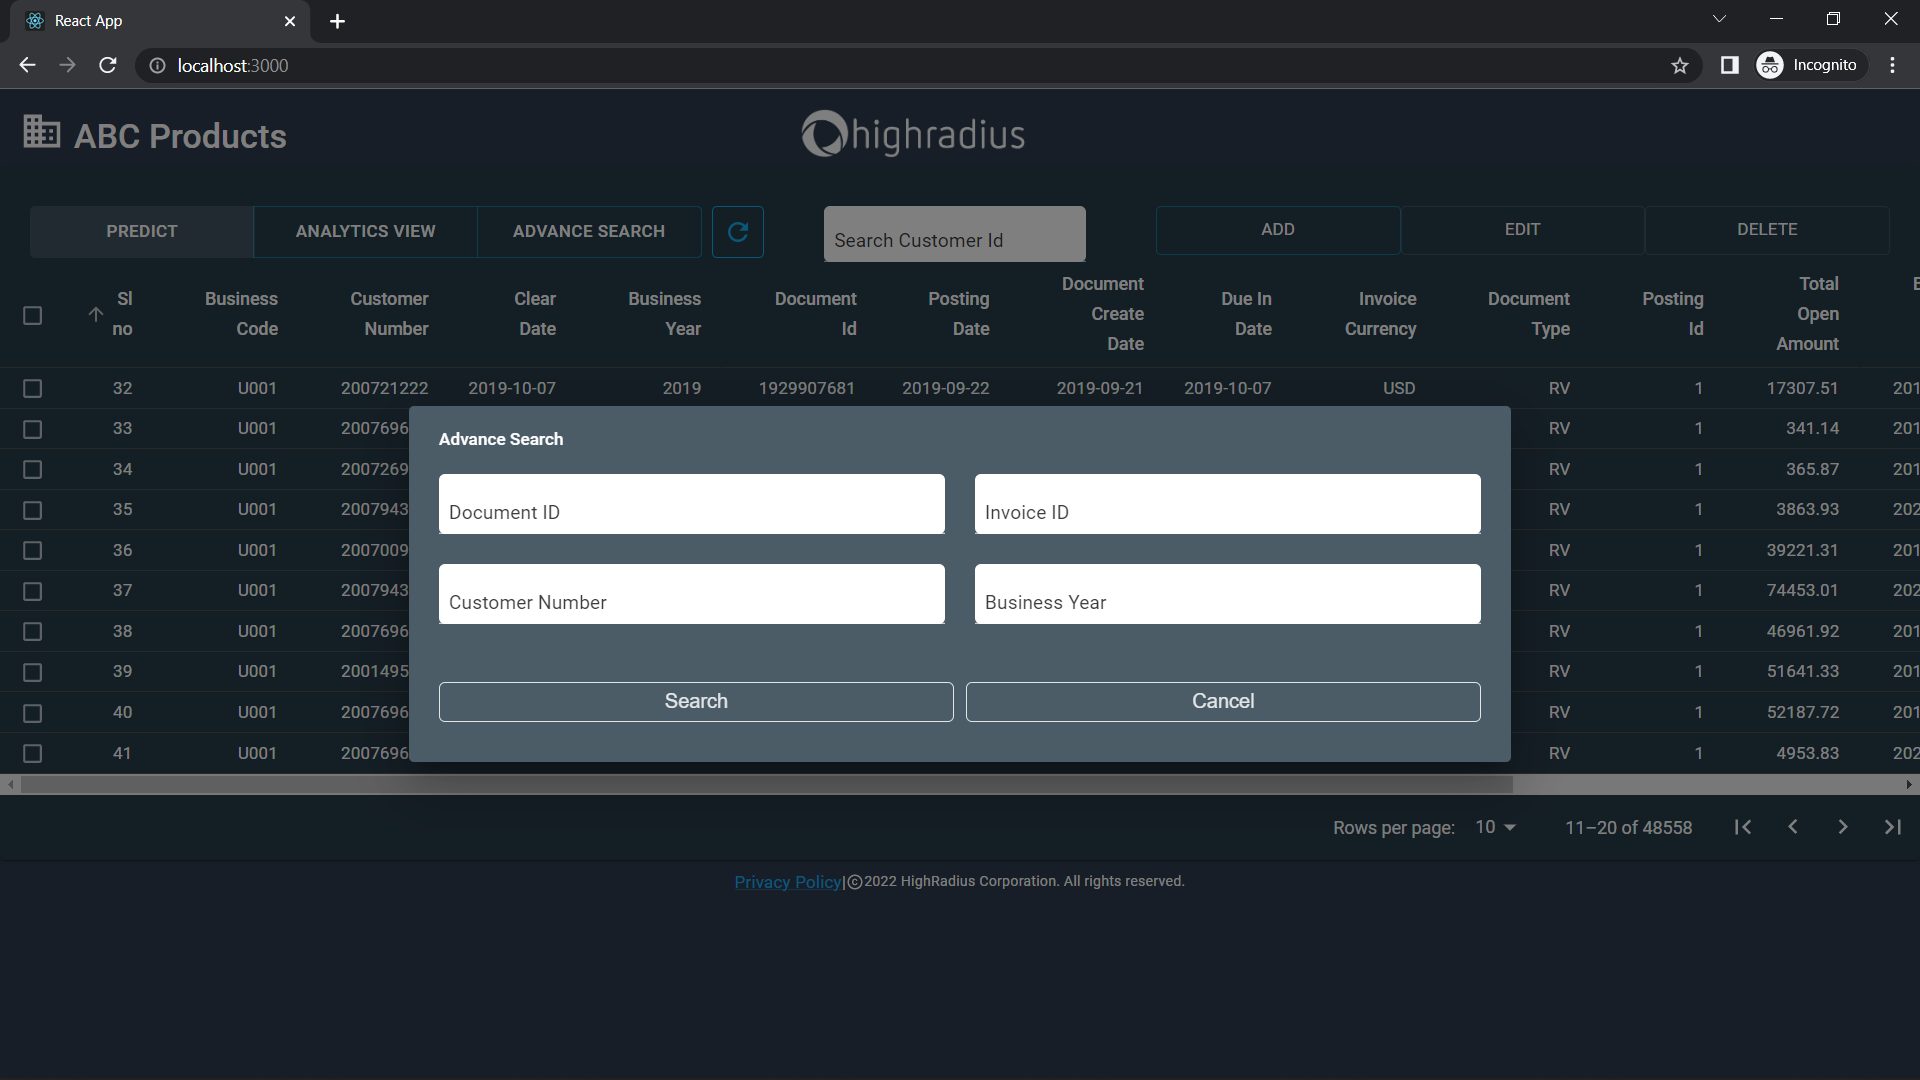 React App
localhost:3000
Incognito
ABC Products
highradius
PREDICT ANALYTICS VIEW ADVANCE SEARCH Search Customer Id ADD EDIT DELETE
Sl no Business Code Customer Number Clear Date Business Year Document Id Posting Date Document Create Date Due In Date Invoice Currency Document Type Posting Id Total Open Amount
32 U001 200721222 2019-10-07 2019 1929907681 2019-09-22 2019-09-21 2019-10-07 USD RV 1 17307.51 201
33 U001 2007696 RV 1 341.14 201
34 U001 2007269 RV 1 365.87 201
35 U001 2007943 RV 1 3863.93 202
36 U001 2007009 RV 1 39221.31 201
37 U001 2007943 RV 1 74453.01 202
38 U001 2007696 RV 1 46961.92 201
39 U001 2001495 RV 1 51641.33 201
40 U001 2007696 RV 1 52187.72 201
41 U001 2007696 RV 1 4953.83 202
Advance Search
Document ID Invoice ID
Customer Number Business Year
Search Cancel
Rows per page: 10 11–20 of 48558
Privacy Policy|©2022 HighRadius Corporation. All rights reserved.